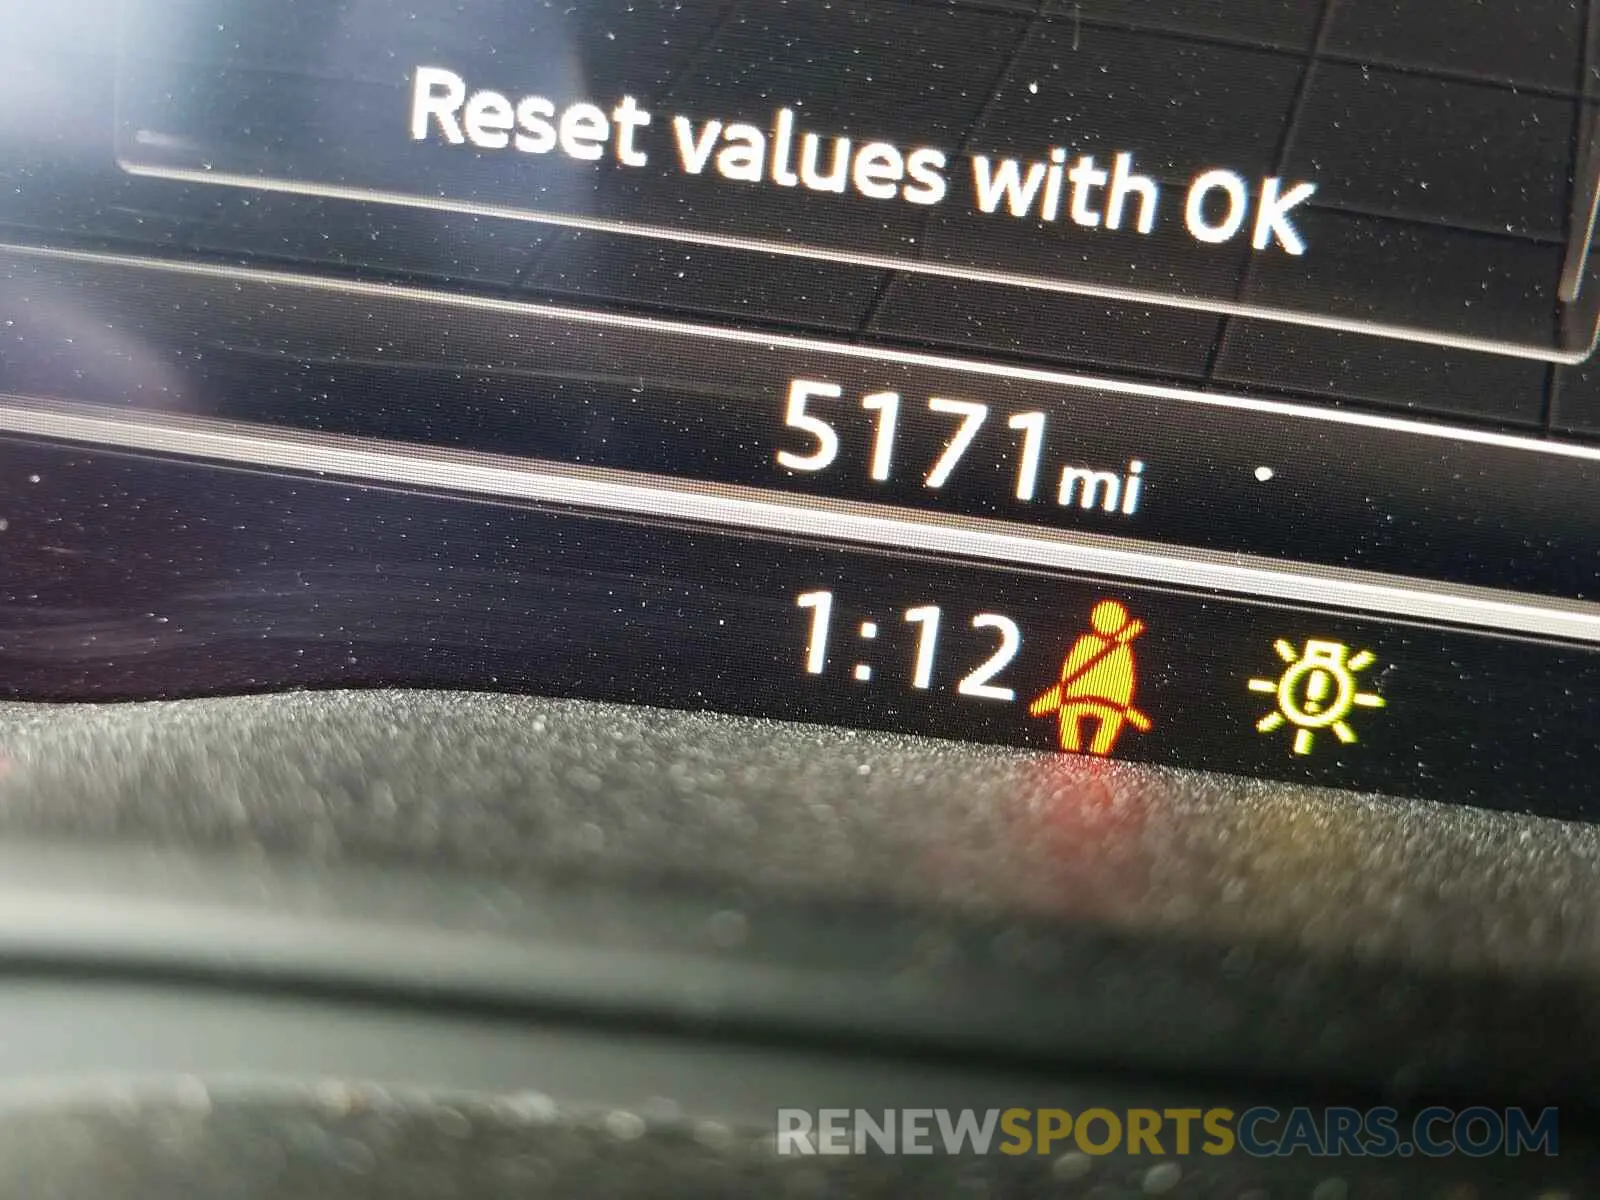 Reset values with OK
5171mi
1:12
RENEWSPORTSCARS.COM